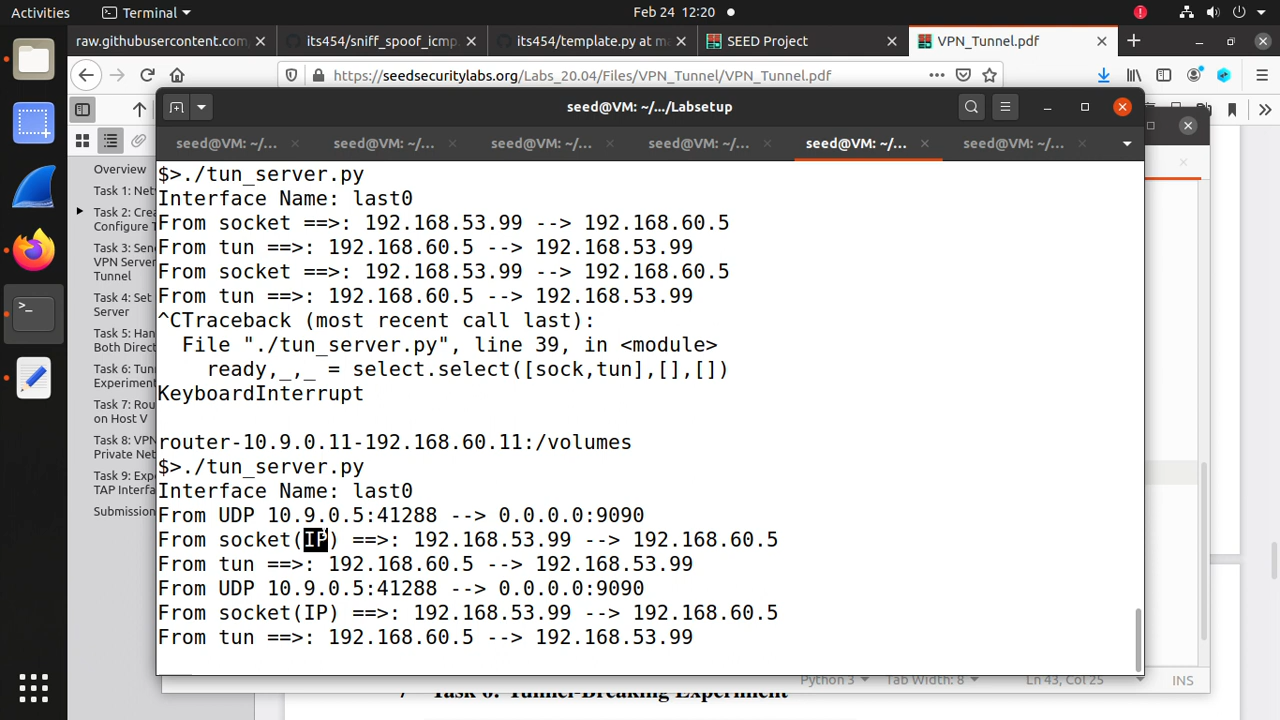 Activities
Terminal
Feb 24 12:20
raw.githubusercontent.com
its454/sniff_spoof_icmp
its454/template.py at ma
SEED Project
VPN_Tunnel.pdf
https://seedsecuritylabs.org/Labs_20.04/Files/VPN_Tunnel/VPN_Tunnel.pdf
seed@VM: ~/.../Labsetup
seed@VM: ~/...
seed@VM: ~/...
seed@VM: ~/...
seed@VM: ~/...
seed@VM: ~/...
seed@VM: ~/...
Overview
Task 1: Net
Task 2: Crea
Configure T
Task 3: Sen
VPN Server
Tunnel
Task 4: Set
Server
Task 5: Han
Both Direct
Task 6: Tun
Experiment
Task 7: Rou
on Host V
Task 8: VPN
Private Net
Task 9: Expe
TAP Interfa
Submission
$>./tun_server.py
Interface Name: last0
From socket ==>: 192.168.53.99 --> 192.168.60.5
From tun ==>: 192.168.60.5 --> 192.168.53.99
From socket ==>: 192.168.53.99 --> 192.168.60.5
From tun ==>: 192.168.60.5 --> 192.168.53.99
^CTraceback (most recent call last):
  File "./tun_server.py", line 39, in <module>
    ready,_,_ = select.select([sock,tun],[],[])
KeyboardInterrupt
router-10.9.0.11-192.168.60.11:/volumes
$>./tun_server.py
Interface Name: last0
From UDP 10.9.0.5:41288 --> 0.0.0.0:9090
From socket(IP) ==>: 192.168.53.99 --> 192.168.60.5
From tun ==>: 192.168.60.5 --> 192.168.53.99
From UDP 10.9.0.5:41288 --> 0.0.0.0:9090
From socket(IP) ==>: 192.168.53.99 --> 192.168.60.5
From tun ==>: 192.168.60.5 --> 192.168.53.99
Python 3
Tab Width: 8
Ln 43, Col 25
INS
7 Task 6: Tunnel-Breaking Experiment